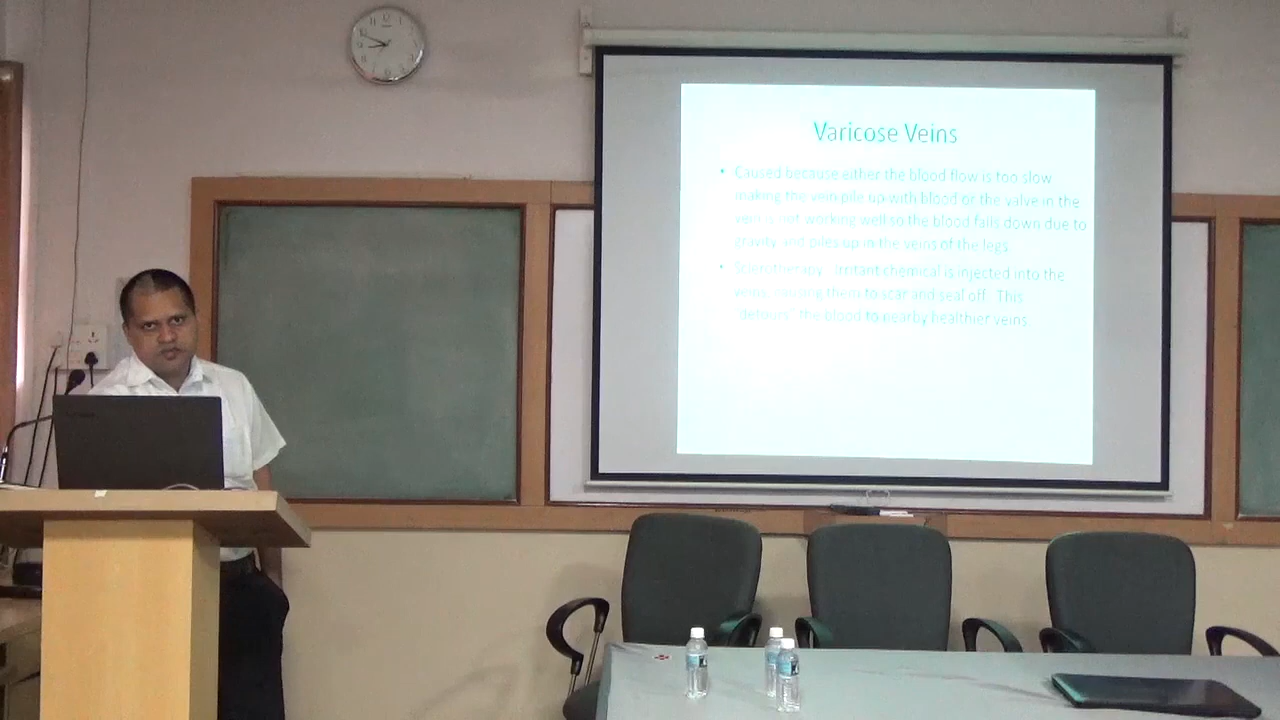 Varicose Veins
• Caused because either the blood flow is too slow
making the vein pile up with blood or the valve in the
vein is not working well so the blood falls down due to
gravity and piles up in the veins of the legs
• Sclerotherapy irritant chemical is injected into the
veins, causing them to scar and seal off. This
"detours" the blood to nearby healthier veins.